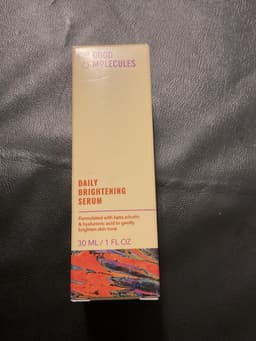 GOOD
MOLECULES
DAILY
BRIGHTENING
SERUM
Formulated with beta arbutin
& hyaluronic acid to gently
brighten skin tone
30 ML / 1 FL OZ